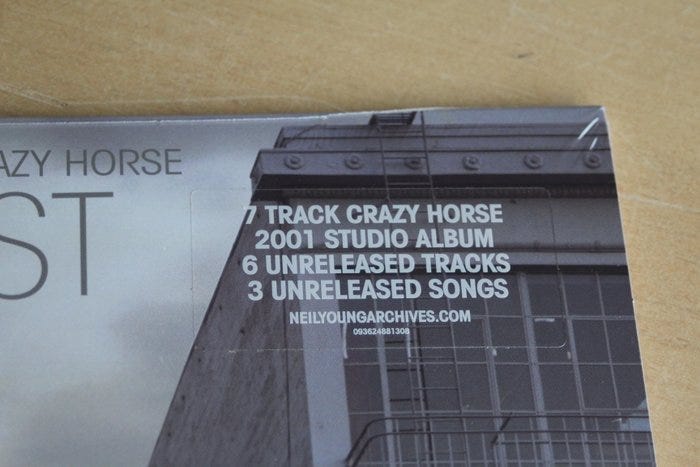 AZY HORSE
ST
7 TRACK CRAZY HORSE
2001 STUDIO ALBUM
6 UNRELEASED TRACKS
3 UNRELEASED SONGS
NEILYOUNGARCHIVES.COM
093624881308